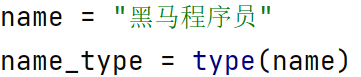 name = "黑马程序员"
name_type = type(name)